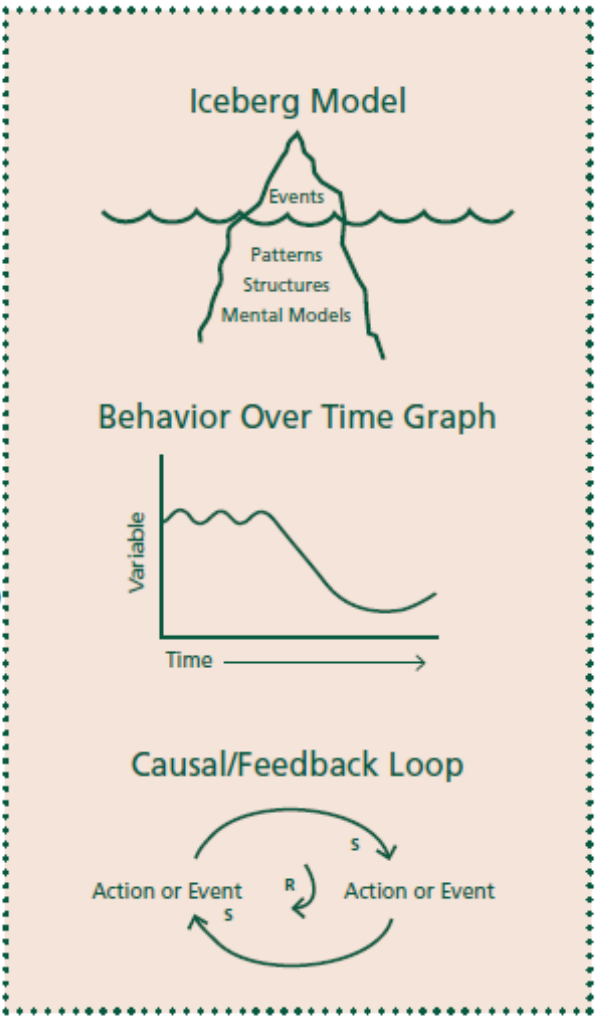 Iceberg Model
Events
Patterns
Structures
Mental Models
Behavior Over Time Graph
Variable
Time
Causal/Feedback Loop
S
Action or Event
R
Action or Event
S